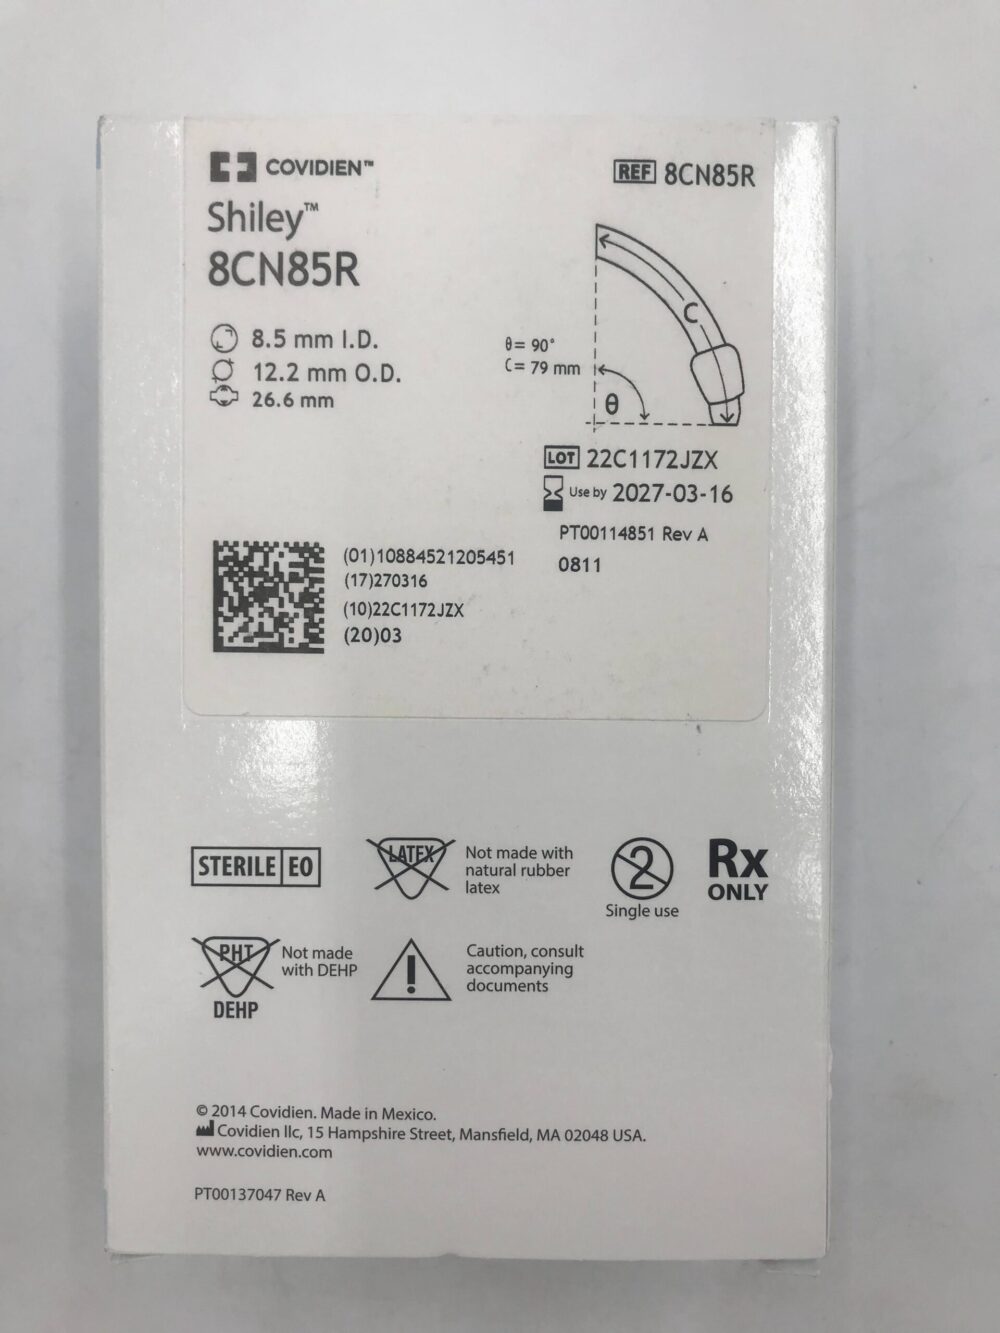 COVIDIEN™
REF 8CN85R
Shiley™
8CN85R
8.5 mm I.D.
12.2 mm O.D.
26.6 mm
C
θ= 90°
C= 79 mm
θ
LOT 22C1172JZX
Use by 2027-03-16
PT00114851 Rev A
0811
(01)10884521205451
(17)270316
(10)22C1172JZX
(20)03
STERILE EO
LATEX
Not made with
natural rubber
latex
2
Single use
Rx
ONLY
PHT
DEHP
Not made
with DEHP
!
Caution, consult
accompanying
documents
© 2014 Covidien. Made in Mexico.
Covidien llc, 15 Hampshire Street, Mansfield, MA 02048 USA.
www.covidien.com
PT00137047 Rev A